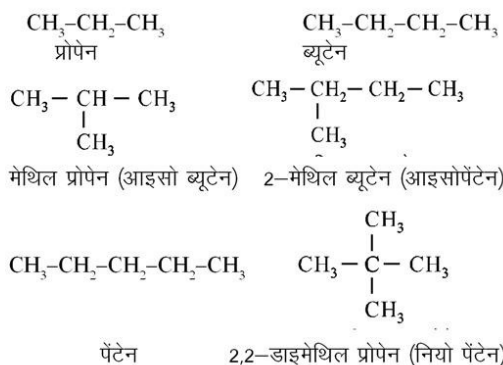 CH₃–CH₂–CH₃ CH₃–CH₂–CH₂–CH₃
प्रोपेन ब्यूटेन
CH₃ – CH – CH₃ CH₃ – CH₂ – CH₂ – CH₃
CH₃ CH₃
मेथिल प्रोपेन (आइसो ब्यूटेन) 2–मेथिल ब्यूटेन (आइसोपेंटेन)
CH₃
CH₃–CH₂–CH₂–CH₂–CH₃ CH₃ – C – CH₃
CH₃
पेंटेन 2,2–डाइमेथिल प्रोपेन (नियो पेंटेन)